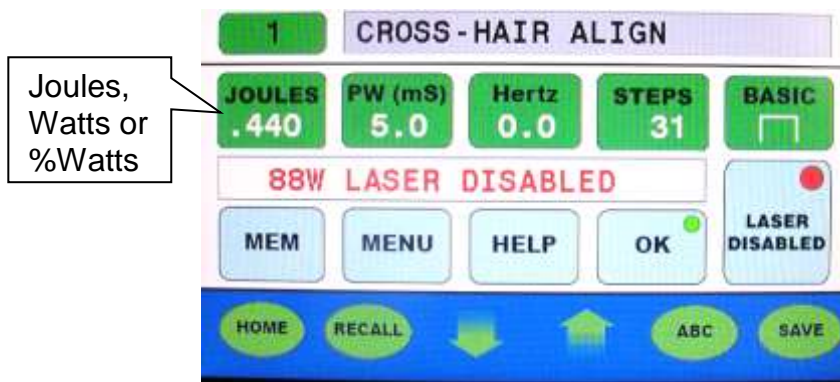 1
CROSS-HAIR ALIGN
Joules,
Watts or
%Watts
JOULES
.440
PW (mS)
5.0
Hertz
0.0
STEPS
31
BASIC
88W LASER DISABLED
MEM
MENU
HELP
OK
LASER
DISABLED
HOME
RECALL
ABC
SAVE